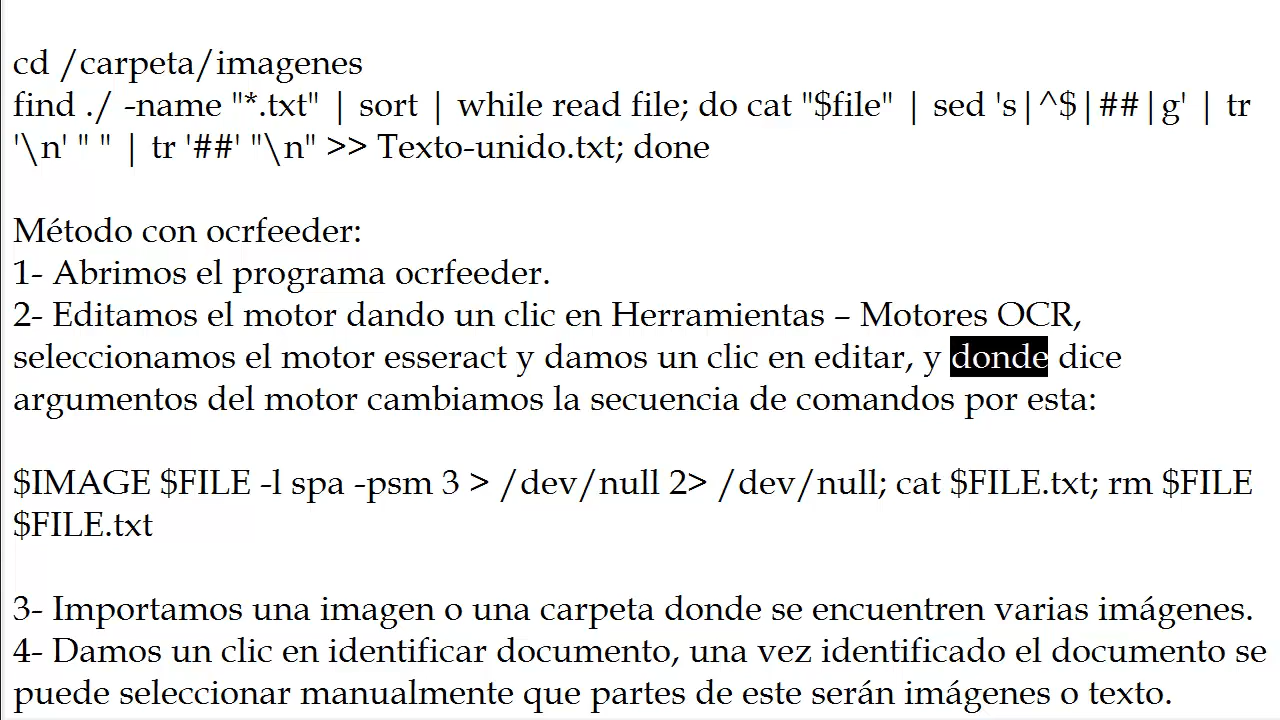 cd /carpeta/imagenes
find ./ -name "*.txt" | sort | while read file; do cat "$file" | sed 's|^$|##|g' | tr
'\n' " " | tr '##' "\n" >> Texto-unido.txt; done
Método con ocrfeeder:
1- Abrimos el programa ocrfeeder.
2- Editamos el motor dando un clic en Herramientas – Motores OCR,
seleccionamos el motor esseract y damos un clic en editar, y donde dice
argumentos del motor cambiamos la secuencia de comandos por esta:
$IMAGE $FILE -l spa -psm 3 > /dev/null 2> /dev/null; cat $FILE.txt; rm $FILE
$FILE.txt
3- Importamos una imagen o una carpeta donde se encuentren varias imágenes.
4- Damos un clic en identificar documento, una vez identificado el documento se
puede seleccionar manualmente que partes de este serán imágenes o texto.